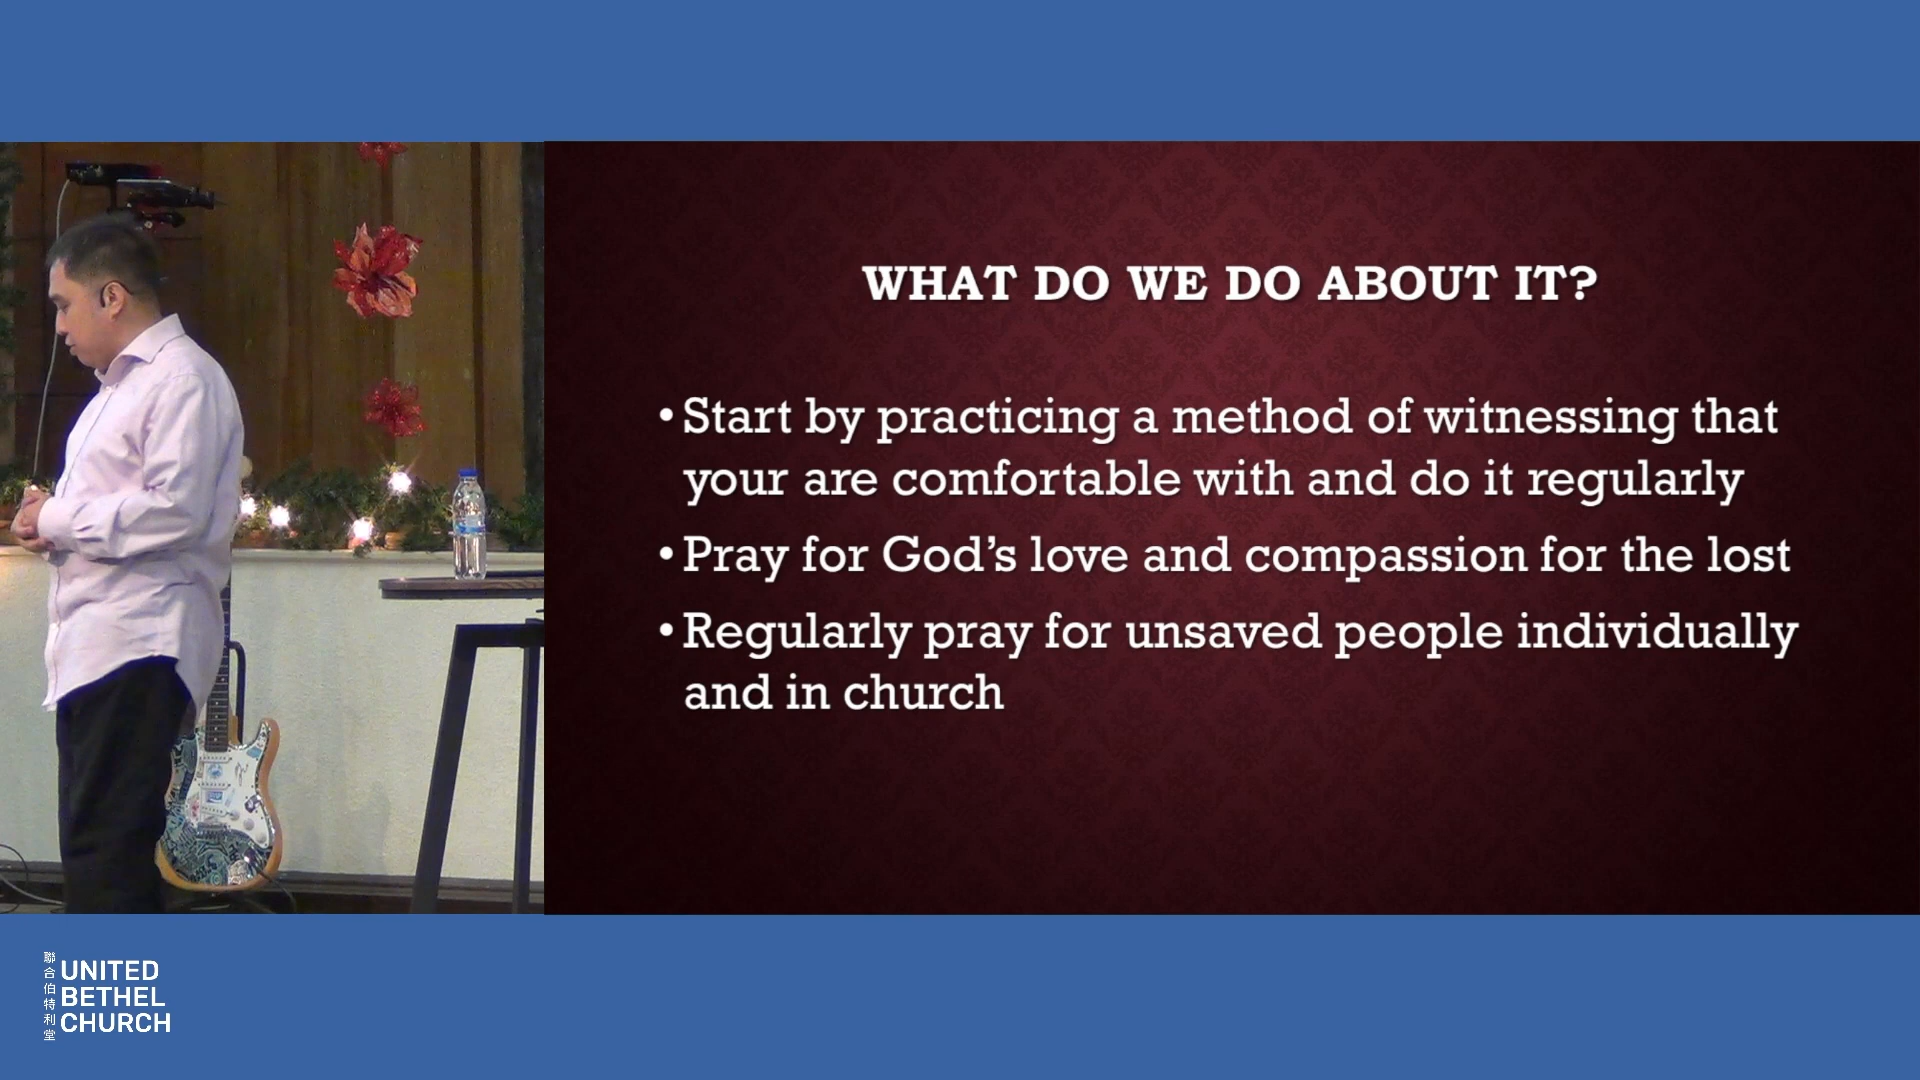 WHAT DO WE DO ABOUT IT?
• Start by practicing a method of witnessing that
your are comfortable with and do it regularly
• Pray for God’s love and compassion for the lost
• Regularly pray for unsaved people individually
and in church
聯合伯特利堂
UNITED
BETHEL
CHURCH